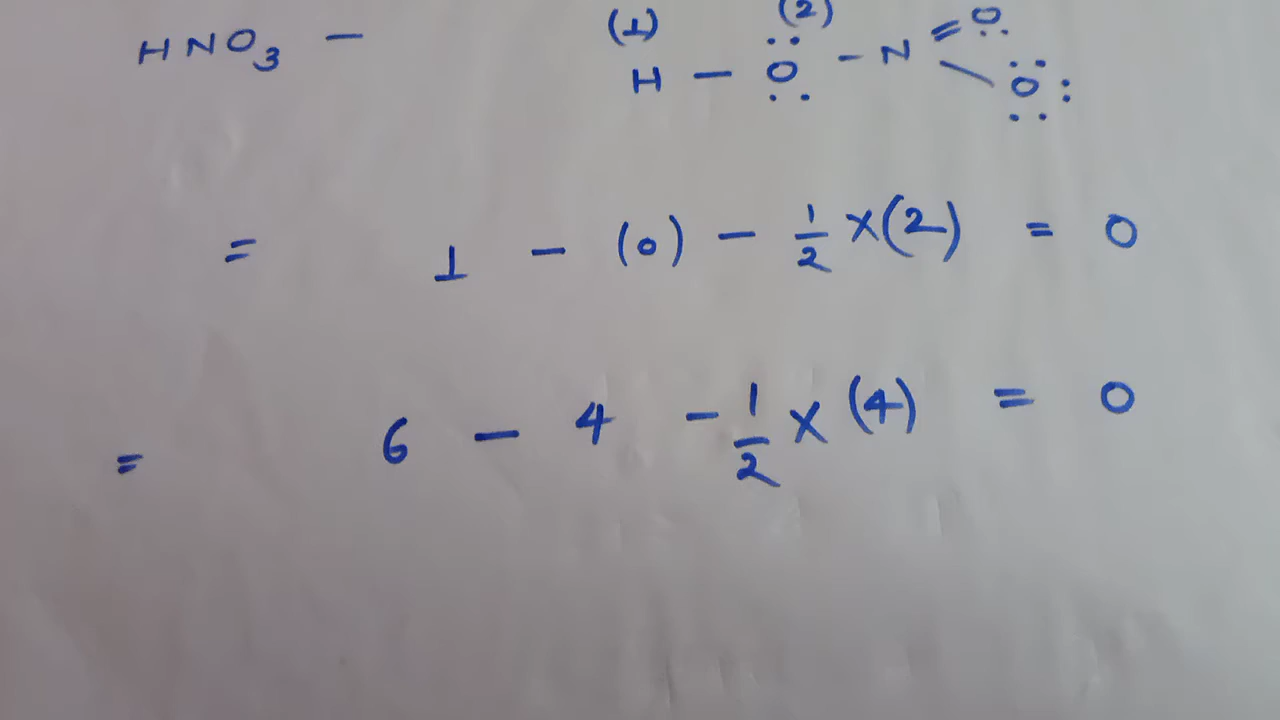 (1) (2)
HNO3 - H - O - N = O
O
= 1 - (0) - 1/2 x (2) = 0
= 6 - 4 - 1/2 x (4) = 0